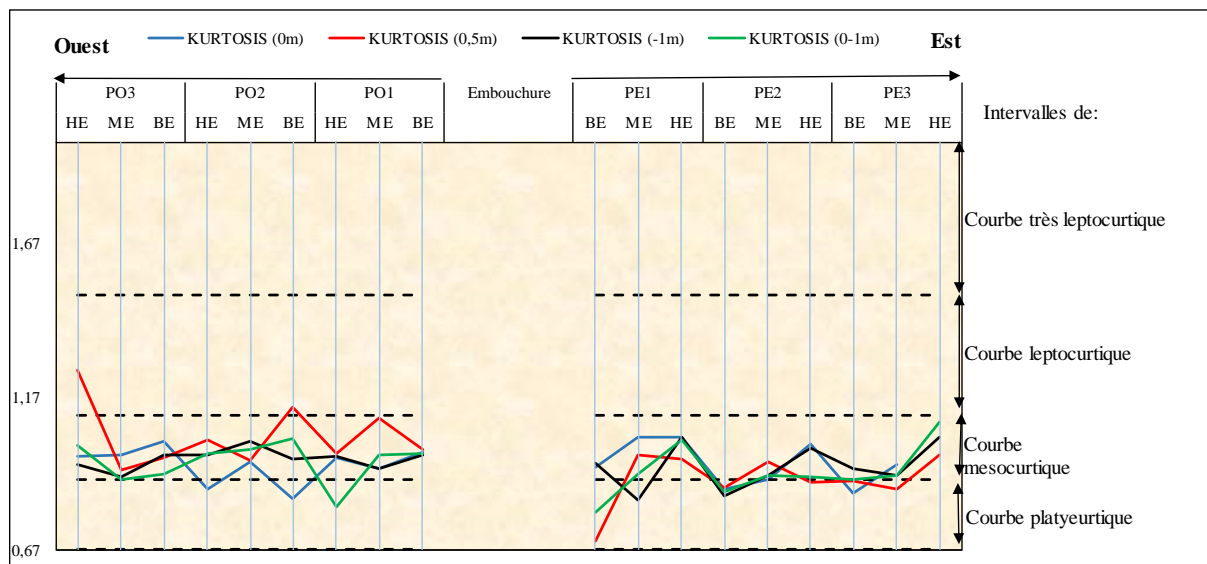 Ouest KURTOSIS (0m) KURTOSIS (0,5m) KURTOSIS (-1m) KURTOSIS (0-1m) Est
PO3 PO2 PO1 Embouchure PE1 PE2 PE3
HE ME BE HE ME BE HE ME BE BE ME HE BE ME HE BE ME HE
Intervalles de:
Courbe très leptocurtique
1,67
Courbe leptocurtique
1,17
Courbe
mesocurtique
Courbe platyeurtique
0,67